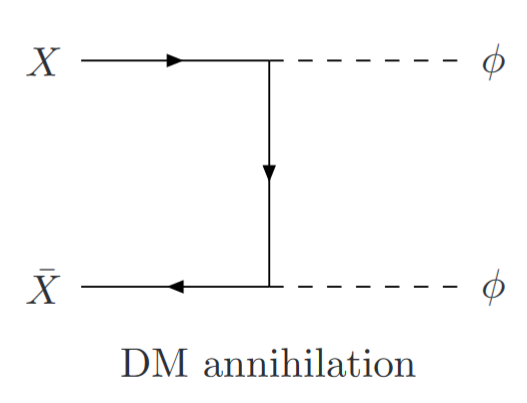 X ϕ
X̄ ϕ
DM annihilation